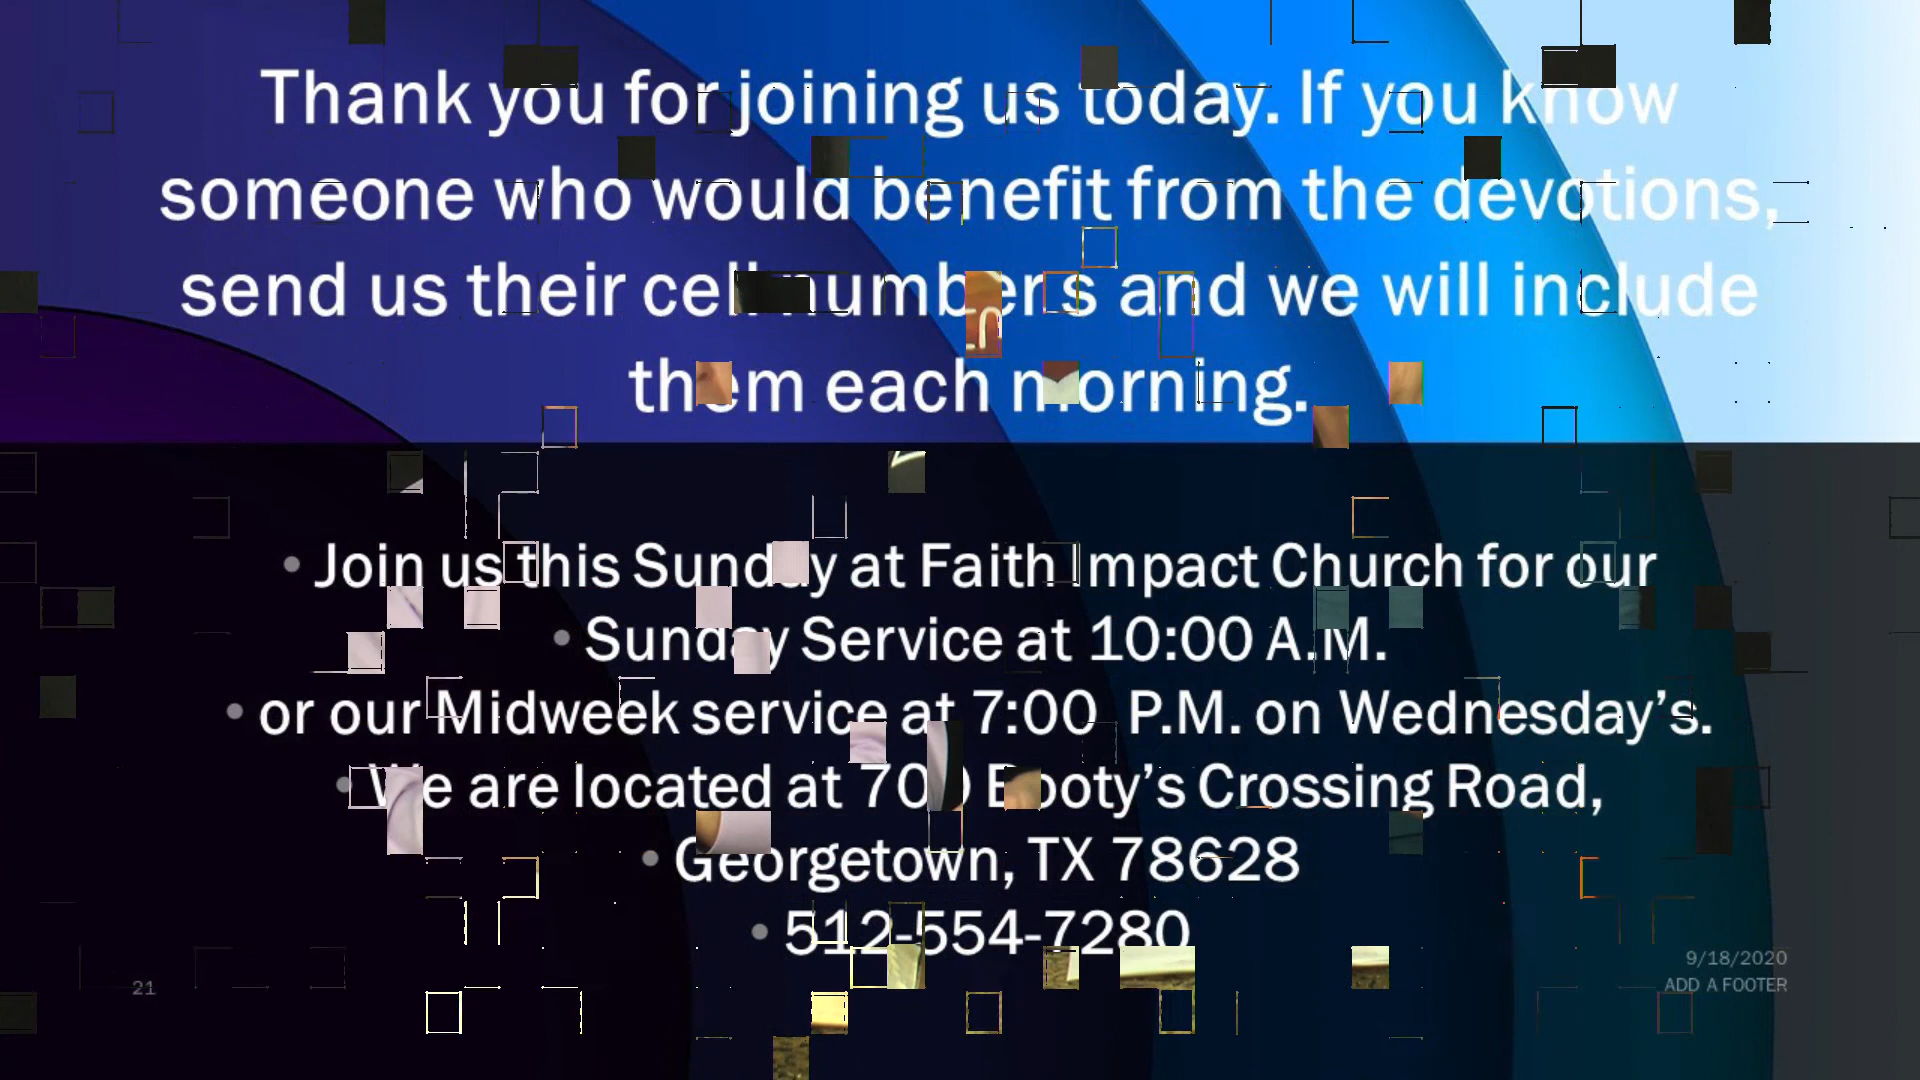 Thank you for joining us today. If you know
someone who would benefit from the devotions,
send us their cell numbers and we will include
them each morning.
• Join us this Sunday at Faith Impact Church for our
• Sunday Service at 10:00 A.M.
• or our Midweek service at 7:00 P.M. on Wednesday's.
• We are located at 700 Booty's Crossing Road,
• Georgetown, TX 78628
• 512-554-7280
9/18/2020
21
ADD A FOOTER